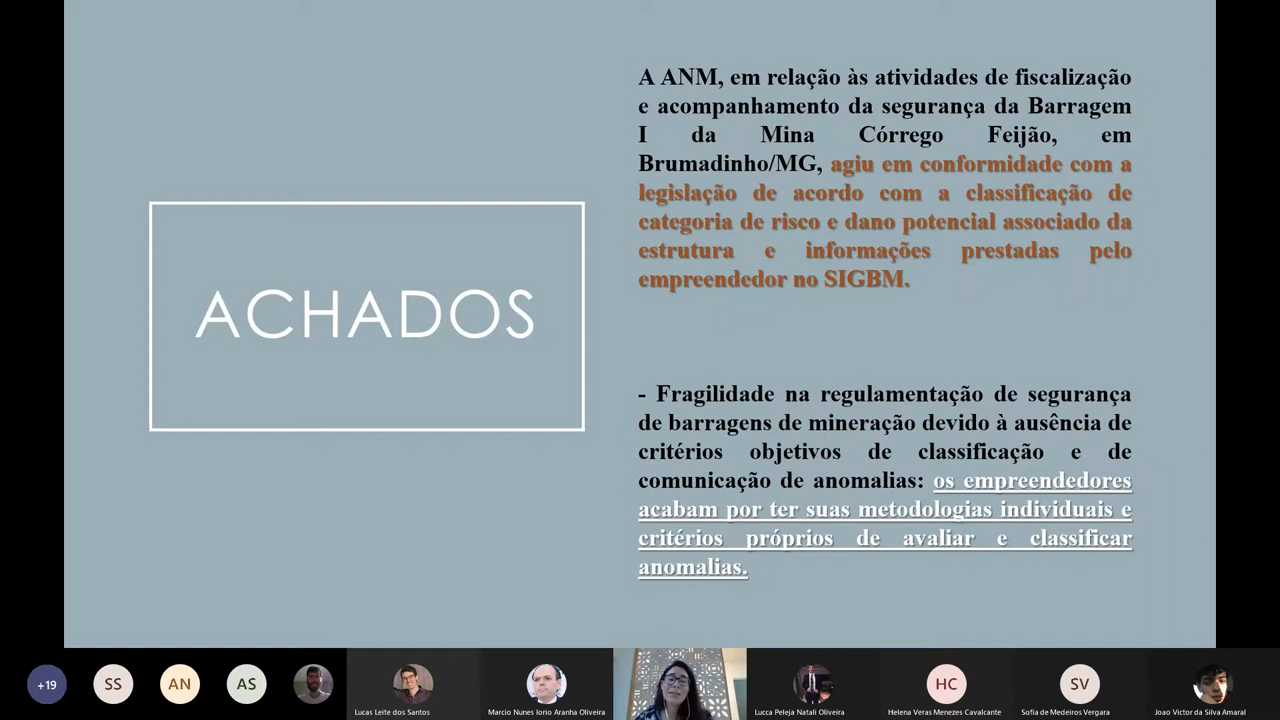 ACHADOS
A ANM, em relação às atividades de fiscalização
e acompanhamento da segurança da Barragem
I da Mina Córrego Feijão, em
Brumadinho/MG, agiu em conformidade com a
legislação de acordo com a classificação de
categoria de risco e dano potencial associado da
estrutura e informações prestadas pelo
empreendedor no SIGBM.
- Fragilidade na regulamentação de segurança
de barragens de mineração devido à ausência de
critérios objetivos de classificação e de
comunicação de anomalias: os empreendedores
acabam por ter suas metodologias individuais e
critérios próprios de avaliar e classificar
anomalias.
+19
SS
AN
AS
HC
SV
Lucas Leite dos Santos
Marcio Nunes Iorio Aranha Oliveira
Lucca Peleja Natali Oliveira
Helena Veras Menezes Cavalcante
Sofia de Medeiros Vergara
Joao Victor da Silva Amaral